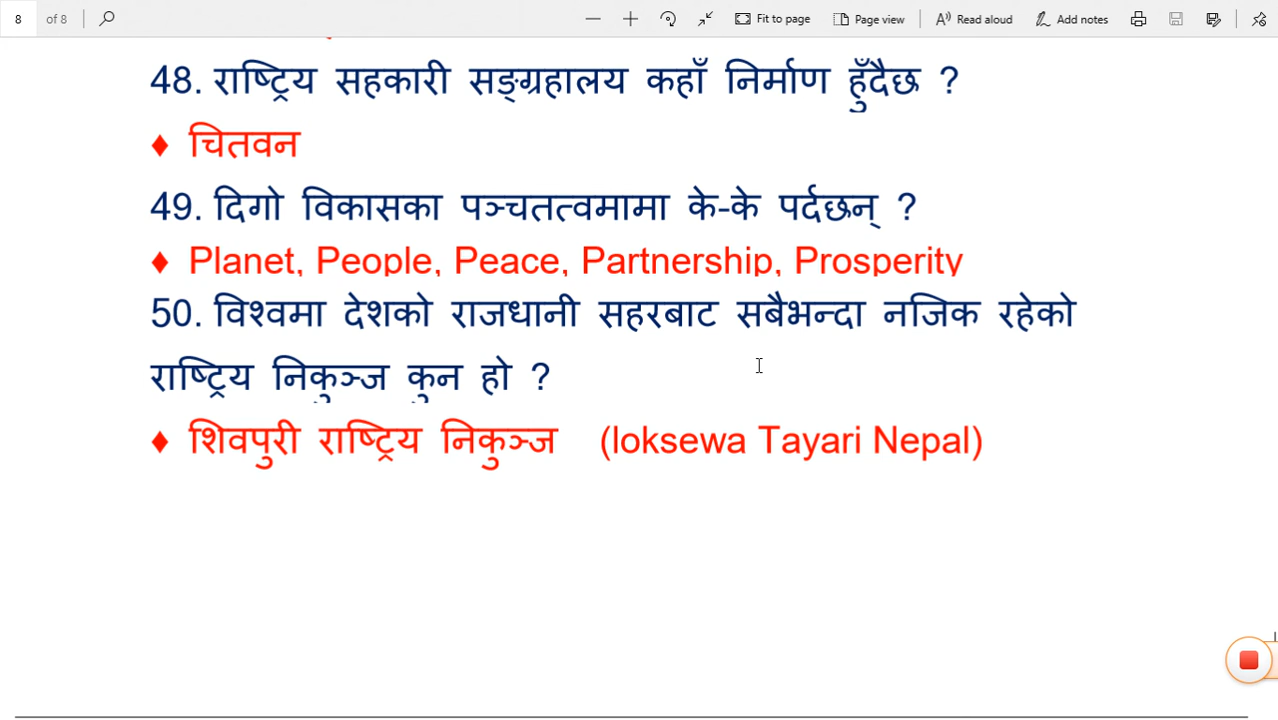 8 of 8 Fit to page Page view Read aloud Add notes
48. राष्ट्रिय सहकारी सङ्ग्रहालय कहाँ निर्माण हुँदैछ ?
♦ चितवन
49. दिगो विकासका पञ्चतत्वमामा के-के पर्दछन् ?
♦ Planet, People, Peace, Partnership, Prosperity
50. विश्वमा देशको राजधानी सहरबाट सबैभन्दा नजिक रहेको
राष्ट्रिय निकुञ्ज कुन हो ?
♦ शिवपुरी राष्ट्रिय निकुञ्ज (loksewa Tayari Nepal)